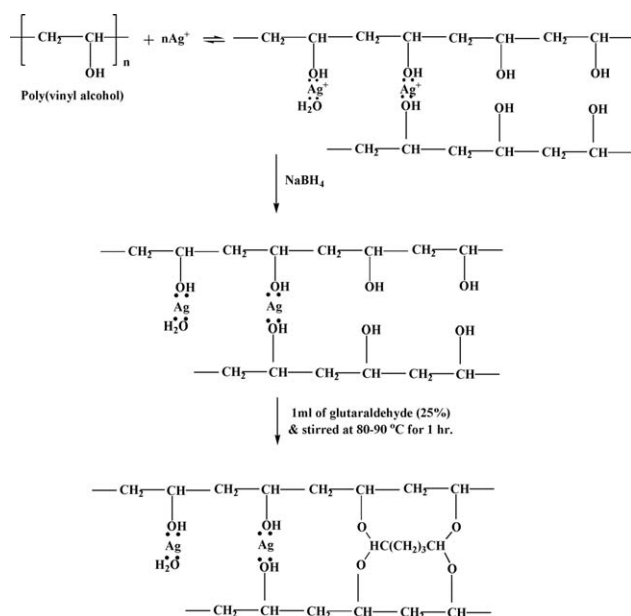 —CH₂—CH— + nAg⁺ ⇌ —CH₂—CH—CH₂—CH—CH₂—CH—CH₂—CH—
OH n OH OH OH OH
Poly(vinyl alcohol) Ag⁺ Ag⁺
H₂O OH OH OH
—CH₂—CH—CH₂—CH—CH₂—CH—
NaBH₄
—CH₂—CH—CH₂—CH—CH₂—CH—CH₂—CH—
OH OH OH OH
Ag Ag
H₂O OH OH OH
—CH₂—CH—CH₂—CH—CH₂—CH—
1ml of glutaraldehyde (25%)
& stirred at 80-90 °C for 1 hr.
—CH₂—CH—CH₂—CH—CH₂—CH—CH₂—CH—
OH OH O O
Ag Ag HC(CH₂)₃CH
H₂O OH O O
—CH₂—CH—CH₂—CH—CH₂—CH—